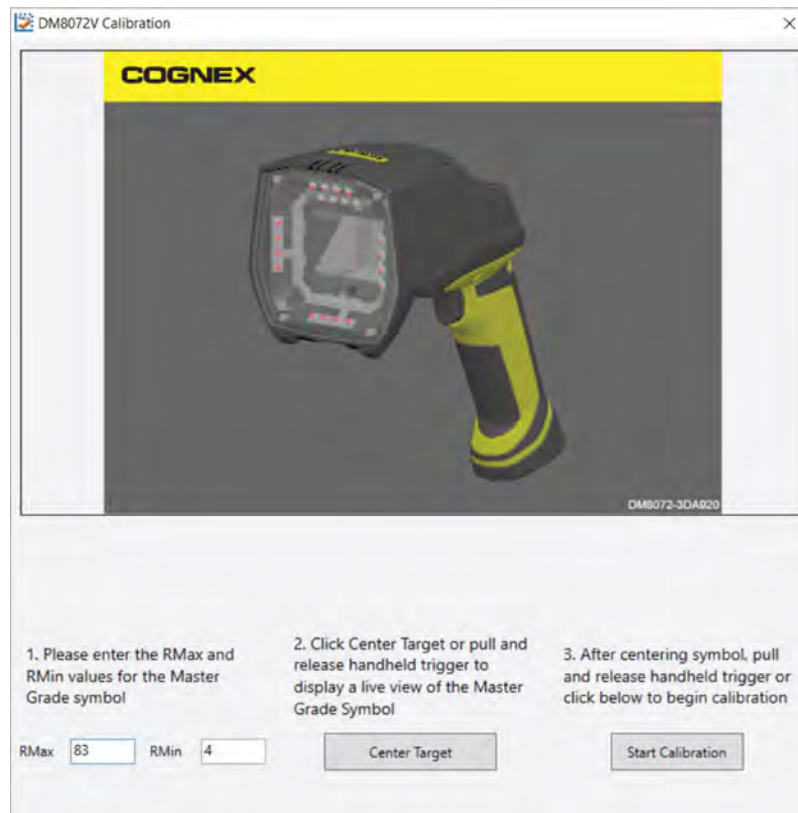 DM8072V Calibration
COGNEX
DM8072-3DA920
1. Please enter the RMax and
RMin values for the Master
Grade symbol
RMax 83 RMin 4
2. Click Center Target or pull and
release handheld trigger to
display a live view of the Master
Grade Symbol
Center Target
3. After centering symbol, pull
and release handheld trigger or
click below to begin calibration
Start Calibration